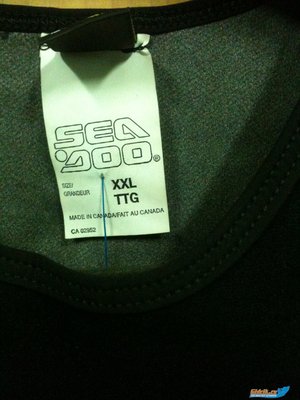 SEA
DOO®
SIZE/ XXL
GRANDEUR TTG
MADE IN CANADA/FAIT AU CANADA
CA 02952